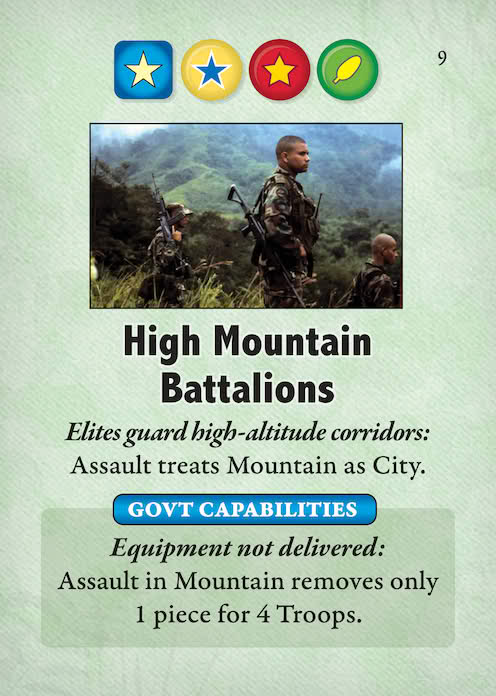 9
High Mountain
Battalions
Elites guard high-altitude corridors:
Assault treats Mountain as City.
GOVT CAPABILITIES
Equipment not delivered:
Assault in Mountain removes only
1 piece for 4 Troops.